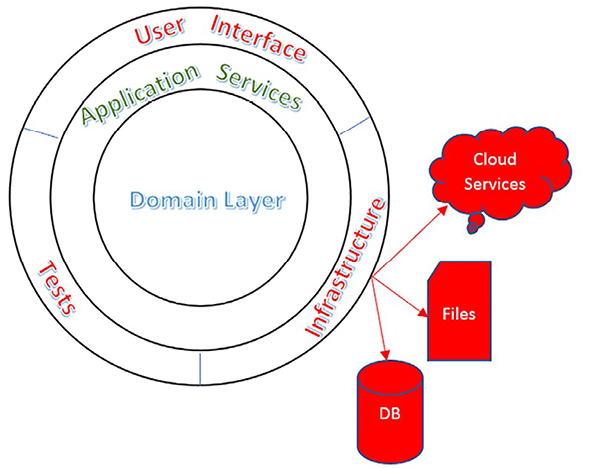 User Interface
Application Services
Domain Layer
Tests
Infrastructure
Cloud
Services
Files
DB